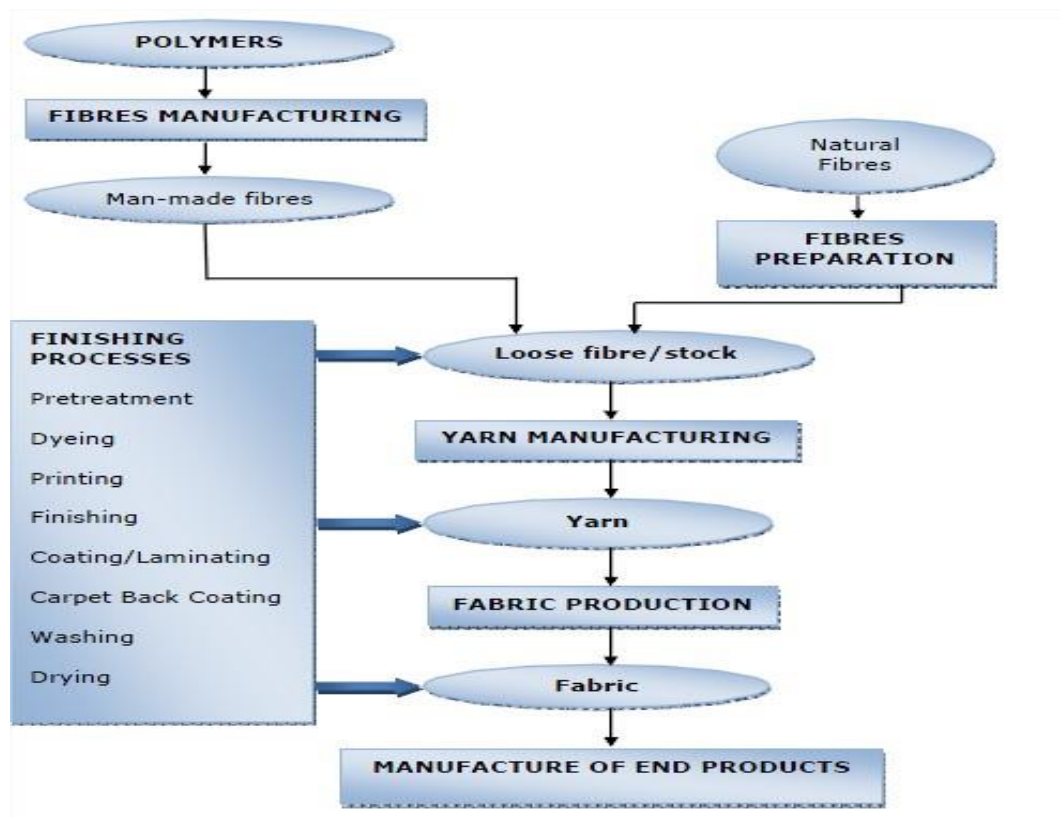 POLYMERS
FIBRES MANUFACTURING
Man-made fibres
Natural
Fibres
FIBRES
PREPARATION
FINISHING
PROCESSES
Pretreatment
Dyeing
Printing
Finishing
Coating/Laminating
Carpet Back Coating
Washing
Drying
Loose fibre/stock
YARN MANUFACTURING
Yarn
FABRIC PRODUCTION
Fabric
MANUFACTURE OF END PRODUCTS